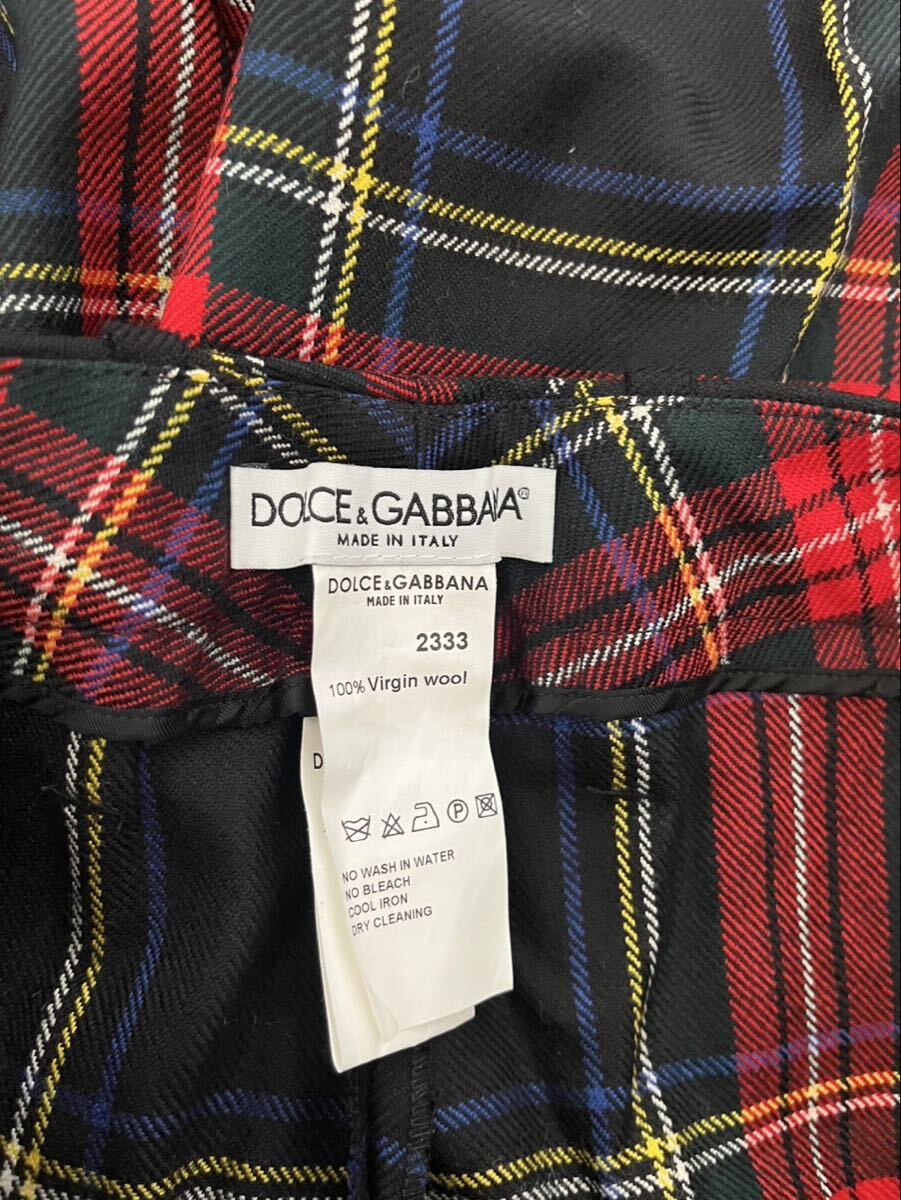 DOLCE & GABBANA®
MADE IN ITALY
DOLCE & GABBANA
MADE IN ITALY
2333
100% Virgin wool
D
P
NO WASH IN WATER
NO BLEACH
COOL IRON
DRY CLEANING